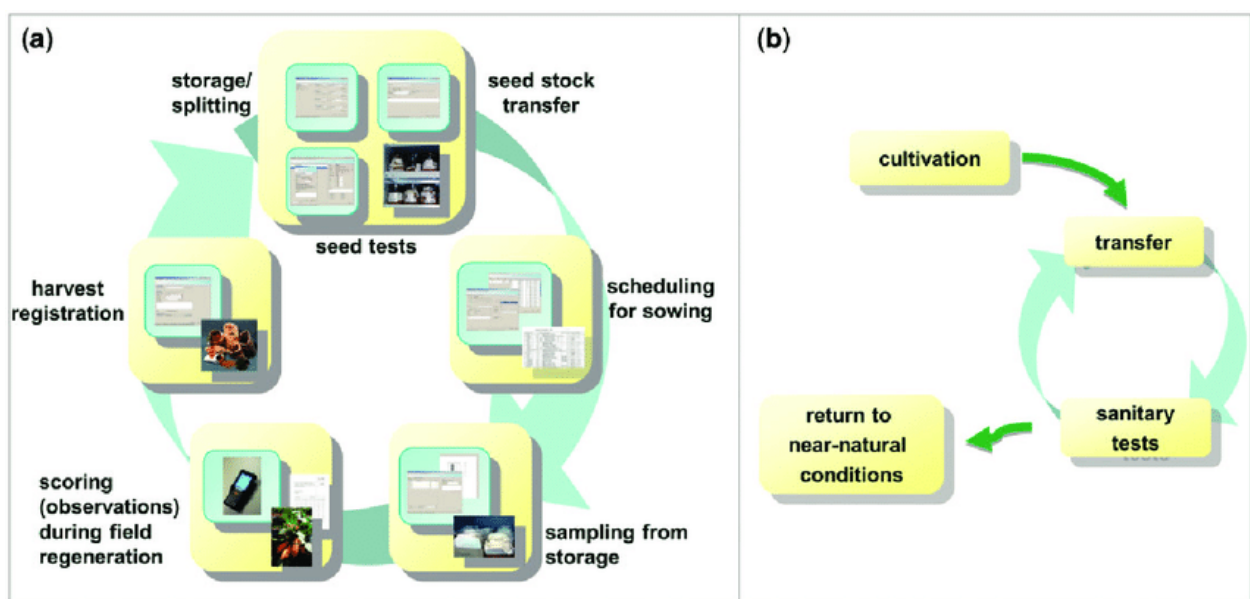 (a)
storage/
splitting
seed stock
transfer
seed tests
harvest
registration
scheduling
for sowing
scoring
(observations)
during field
regeneration
sampling from
storage
(b)
cultivation
transfer
sanitary
tests
return to
near-natural
conditions